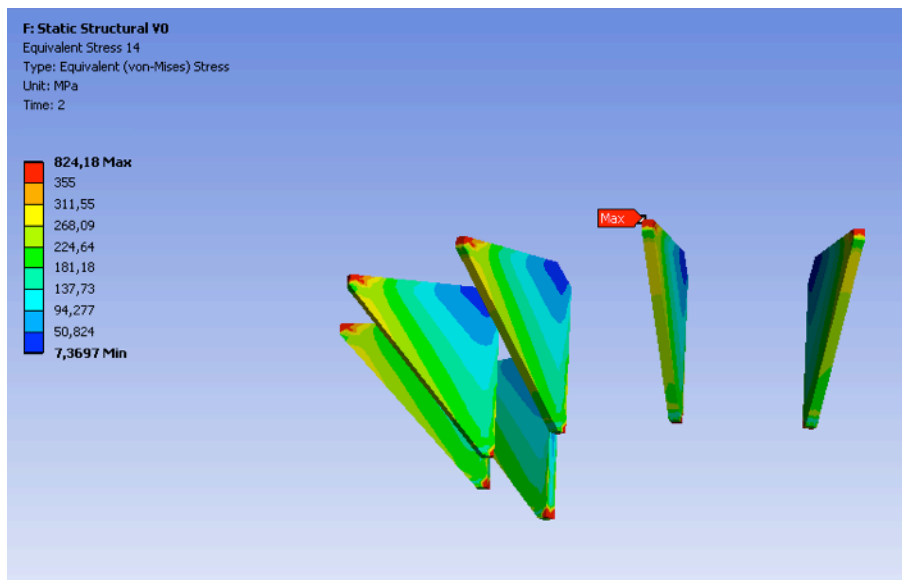 F: Static Structural V0
Equivalent Stress 14
Type: Equivalent (von-Mises) Stress
Unit: MPa
Time: 2
824,18 Max
355
311,55
268,09
224,64
181,18
137,73
94,277
50,824
7,3697 Min
Max